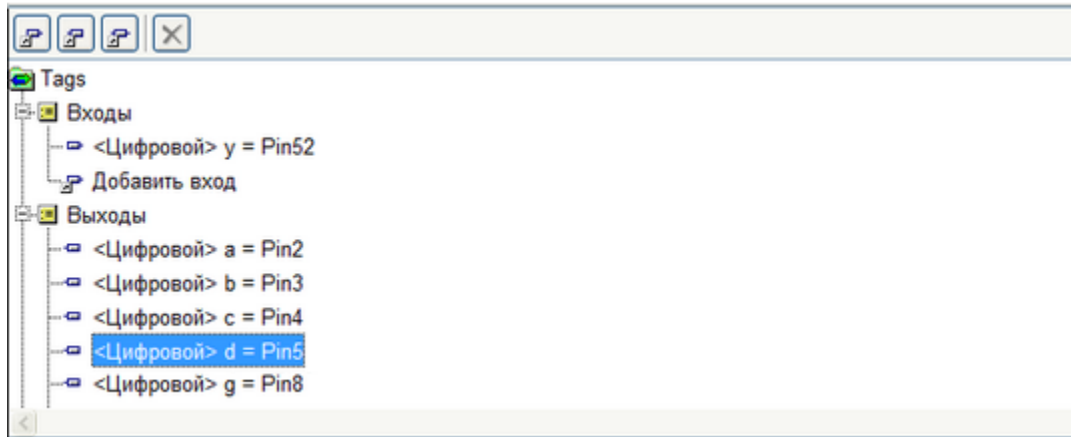 Tags
Входы
<Цифровой> y = Pin52
Добавить вход
Выходы
<Цифровой> a = Pin2
<Цифровой> b = Pin3
<Цифровой> c = Pin4
<Цифровой> d = Pin5
<Цифровой> g = Pin8